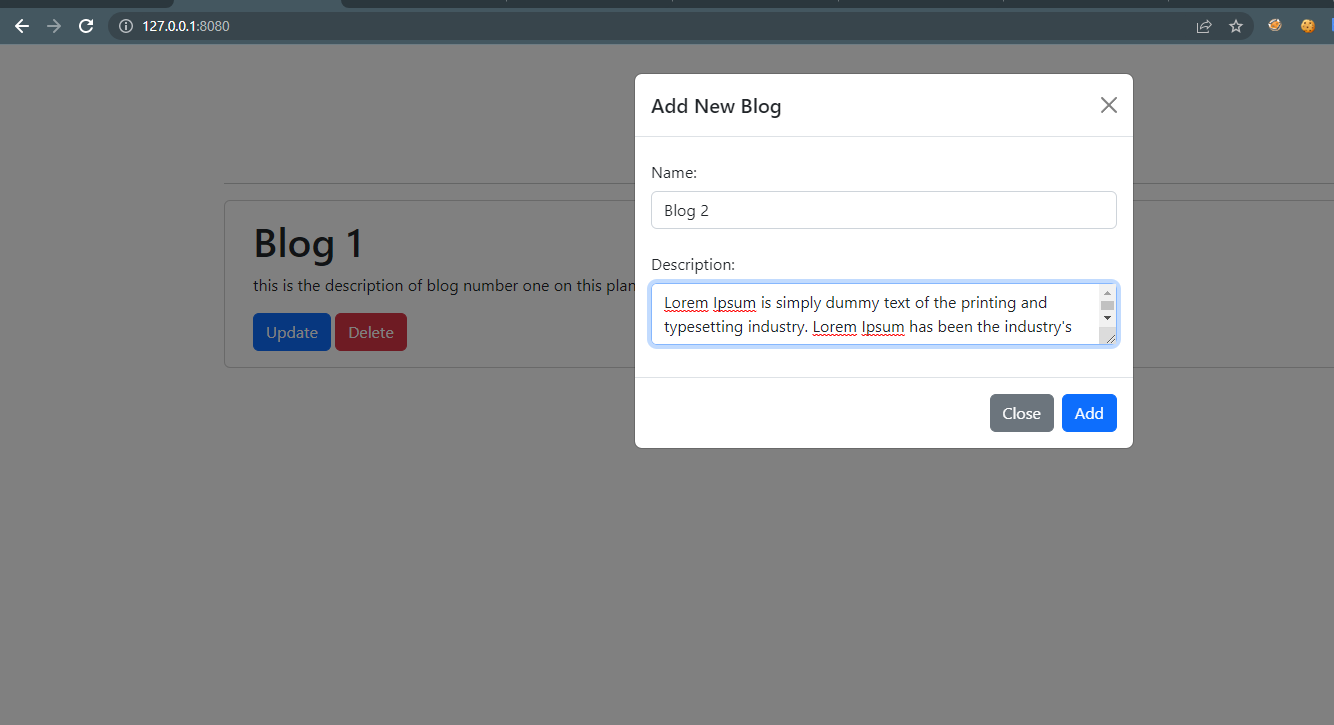 127.0.0.1:8080
Add New Blog
Name:
Blog 2
Description:
Lorem Ipsum is simply dummy text of the printing and
typesetting industry. Lorem Ipsum has been the industry's
Close Add
Blog 1
this is the description of blog number one on this plan
Update Delete